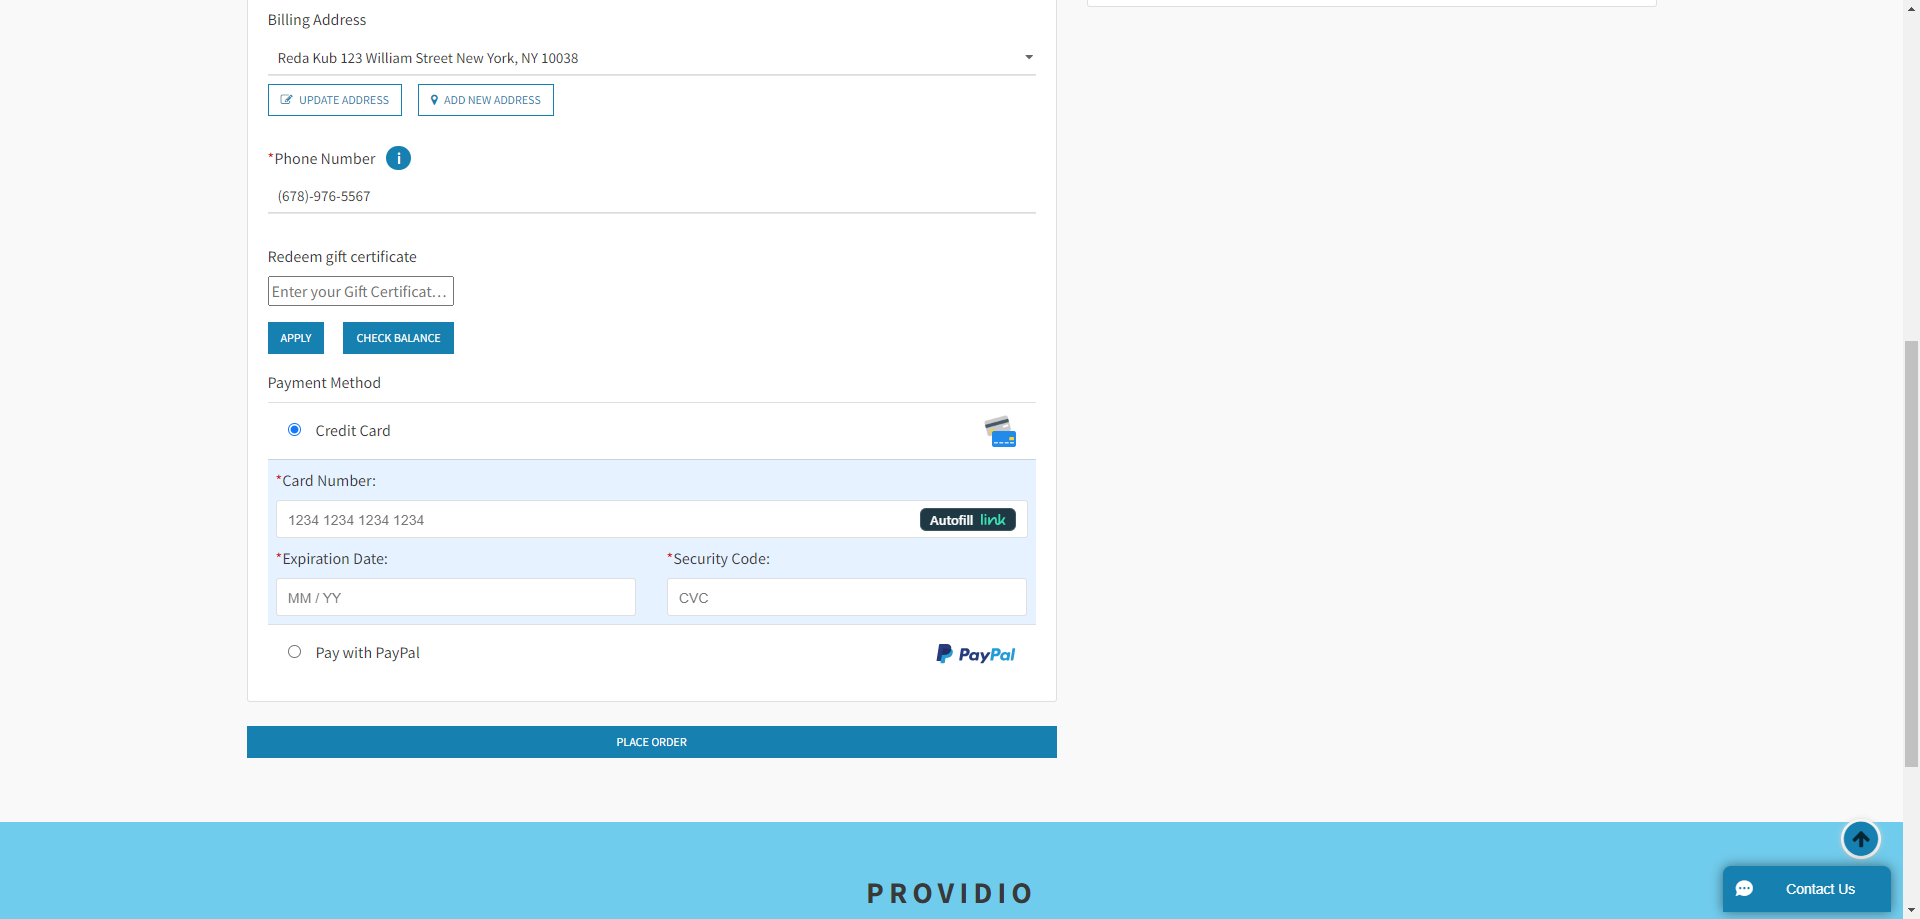 Billing Address
Reda Kub 123 William Street New York, NY 10038
UPDATE ADDRESS ADD NEW ADDRESS
*Phone Number i
(678)-976-5567
Redeem gift certificate
Enter your Gift Certificat...
APPLY CHECK BALANCE
Payment Method
Credit Card
*Card Number:
1234 1234 1234 1234 Autofill link
*Expiration Date: *Security Code:
MM / YY CVC
Pay with PayPal PayPal
PLACE ORDER
PROVIDIO
Contact Us